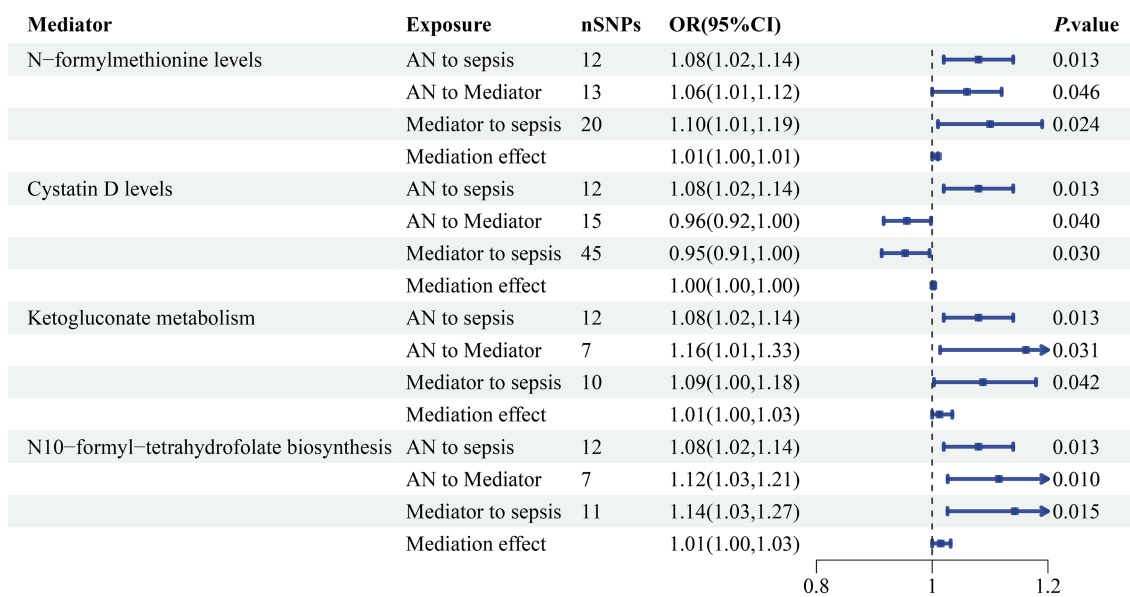 Mediator Exposure nSNPs OR(95%CI) P.value
N−formylmethionine levels AN to sepsis 12 1.08(1.02,1.14) 0.013
AN to Mediator 13 1.06(1.01,1.12) 0.046
Mediator to sepsis 20 1.10(1.01,1.19) 0.024
Mediation effect 1.01(1.00,1.01)
Cystatin D levels AN to sepsis 12 1.08(1.02,1.14) 0.013
AN to Mediator 15 0.96(0.92,1.00) 0.040
Mediator to sepsis 45 0.95(0.91,1.00) 0.030
Mediation effect 1.00(1.00,1.00)
Ketogluconate metabolism AN to sepsis 12 1.08(1.02,1.14) 0.013
AN to Mediator 7 1.16(1.01,1.33) 0.031
Mediator to sepsis 10 1.09(1.00,1.18) 0.042
Mediation effect 1.01(1.00,1.03)
N10−formyl−tetrahydrofolate biosynthesis AN to sepsis 12 1.08(1.02,1.14) 0.013
AN to Mediator 7 1.12(1.03,1.21) 0.010
Mediator to sepsis 11 1.14(1.03,1.27) 0.015
Mediation effect 1.01(1.00,1.03)
0.8 1 1.2